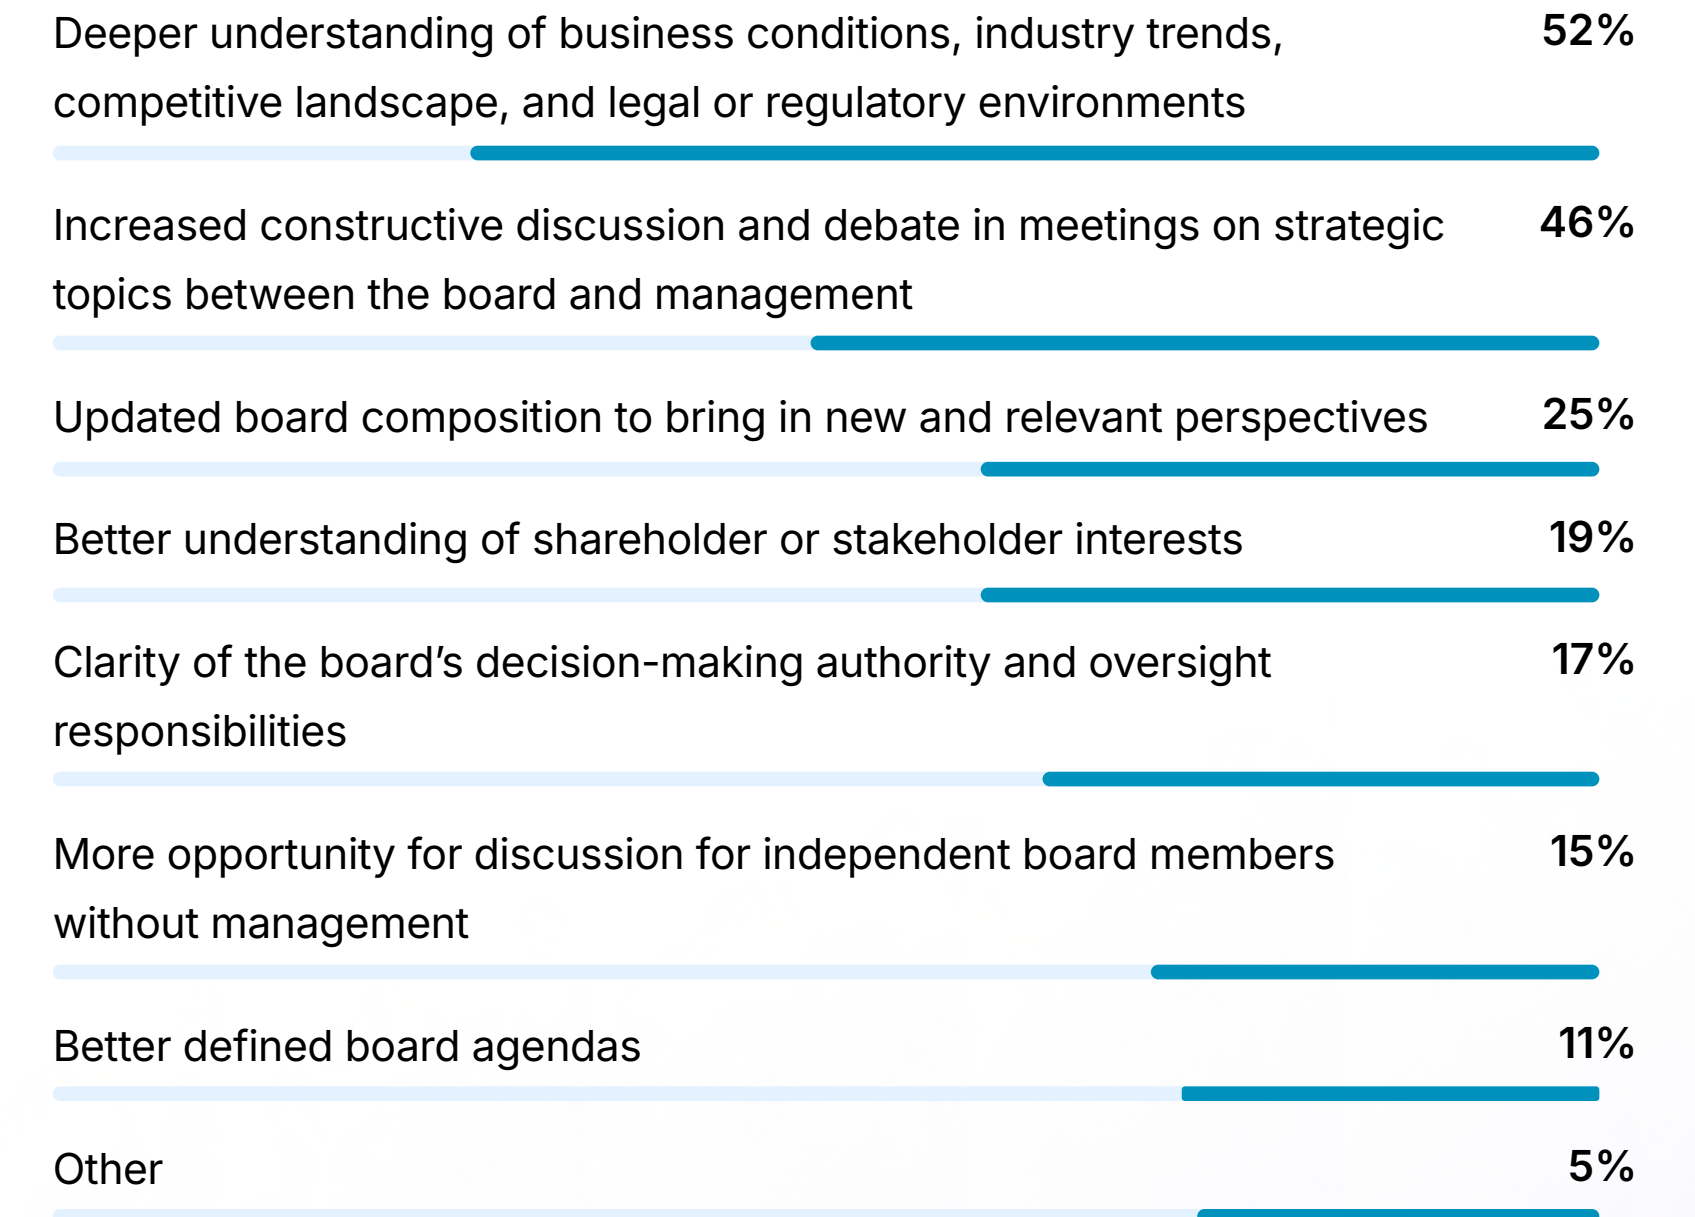 Deeper understanding of business conditions, industry trends, 52%
competitive landscape, and legal or regulatory environments
Increased constructive discussion and debate in meetings on strategic 46%
topics between the board and management
Updated board composition to bring in new and relevant perspectives 25%
Better understanding of shareholder or stakeholder interests 19%
Clarity of the board’s decision-making authority and oversight 17%
responsibilities
More opportunity for discussion for independent board members 15%
without management
Better defined board agendas 11%
Other 5%